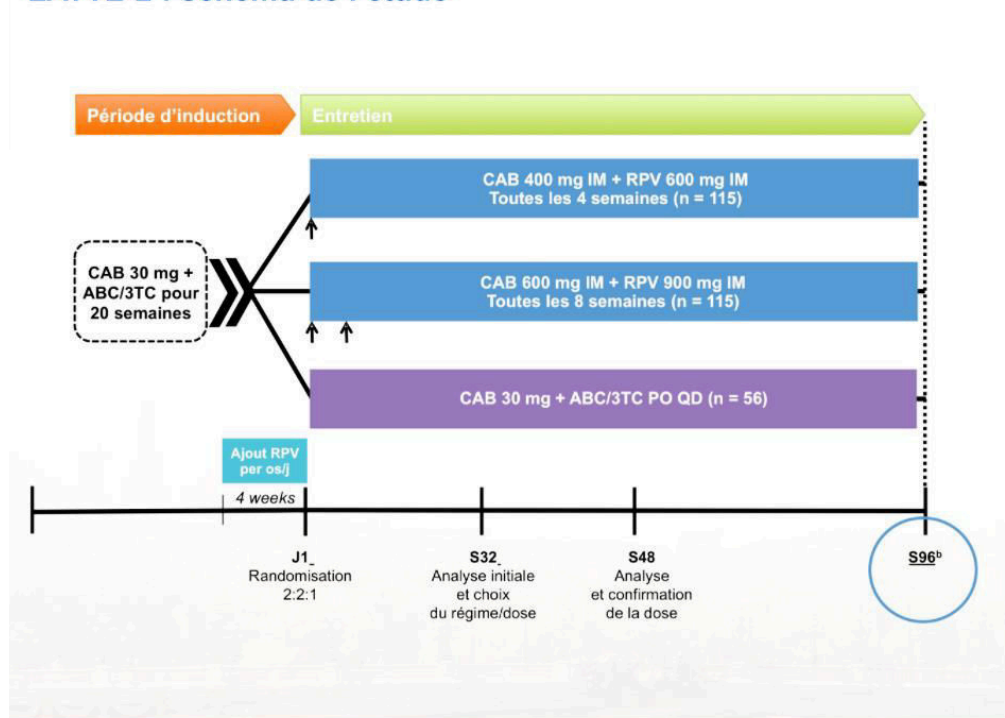 Période d'induction
Entretien
CAB 400 mg IM + RPV 600 mg IM
Toutes les 4 semaines (n = 115)
CAB 30 mg +
ABC/3TC pour
20 semaines
CAB 600 mg IM + RPV 900 mg IM
Toutes les 8 semaines (n = 115)
CAB 30 mg + ABC/3TC PO QD (n = 56)
Ajout RPV
per os/j
4 weeks
J1
Randomisation
2:2:1
S32
Analyse initiale
et choix
du régime/dose
S48
Analyse
et confirmation
de la dose
S96ᵇ